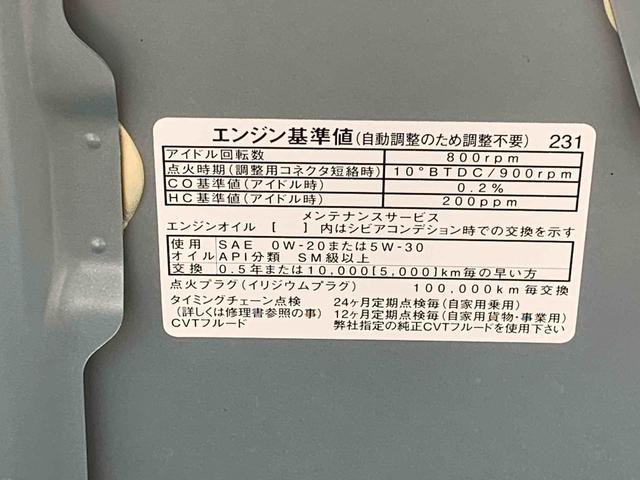 エンジン基準値(自動調整のため調整不要) 231
アイドル回転数 800rpm
点火時期(調整用コネクタ短絡時) 10°BTDC/900rpm
CO基準値(アイドル時) 0.2%
HC基準値(アイドル時) 200ppm
メンテナンスサービス
エンジンオイル [ ]内はシビアコンデション時での交換を示す
使用 SAE 0W-20または5W-30
オイル API分類 SM級以上
交換 0.5年または10,000[5,000]km毎の早い方
点火プラグ(イリジウムプラグ) 100,000km毎交換
タイミングチェーン点検 24ヶ月定期点検毎(自家用乗用)
(詳しくは修理書参照の事) 12ヶ月定期点検毎(自家用貨物・事業用)
CVTフルード 弊社指定の純正CVTフルードを使用下さい